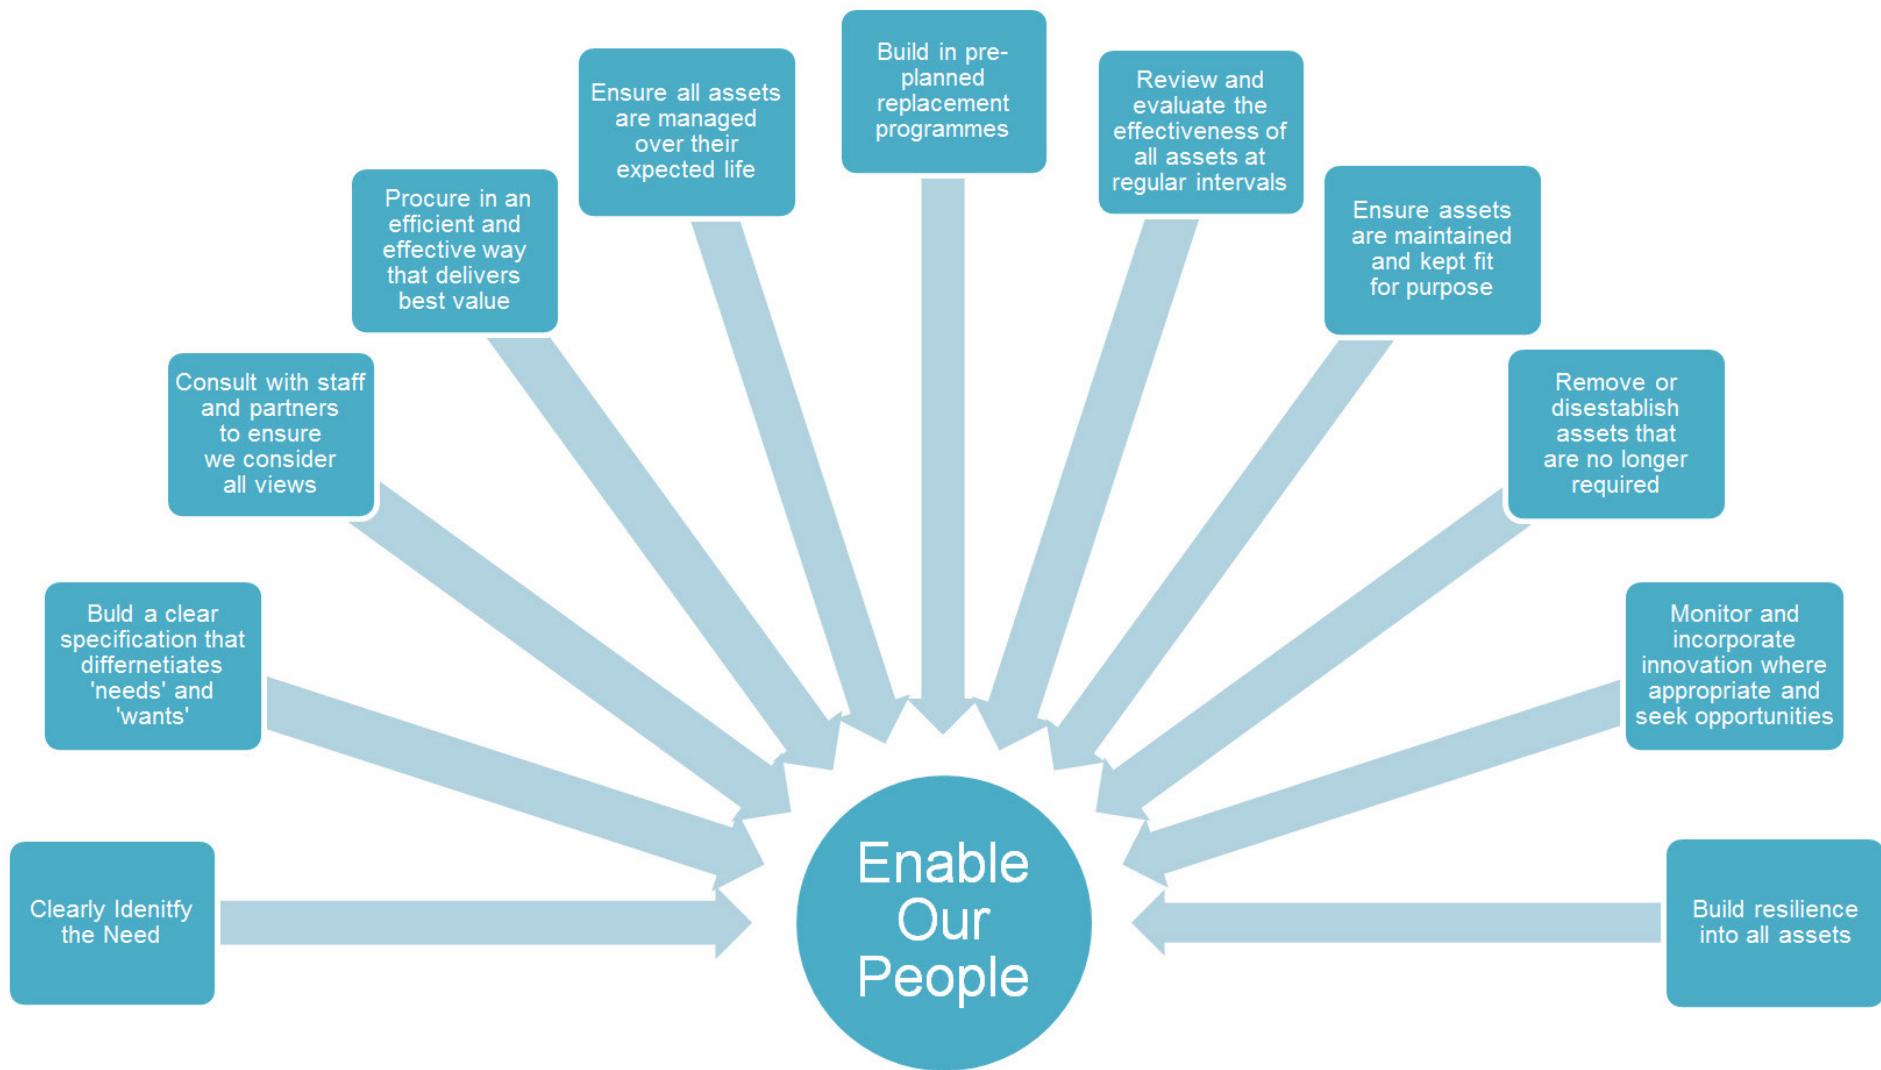 Clearly Idenitfy
the Need
Buld a clear
specification that
differnetiates
'needs' and
'wants'
Consult with staff
and partners
to ensure
we consider
all views
Procure in an
efficient and
effective way
that delivers
best value
Ensure all assets
are managed
over their
expected life
Build in pre-
planned
replacement
programmes
Review and
evaluate the
effectiveness of
all assets at
regular intervals
Ensure assets
are maintained
and kept fit
for purpose
Remove or
disestablish
assets that
are no longer
required
Monitor and
incorporate
innovation where
appropriate and
seek opportunities
Build resilience
into all assets
Enable
Our
People